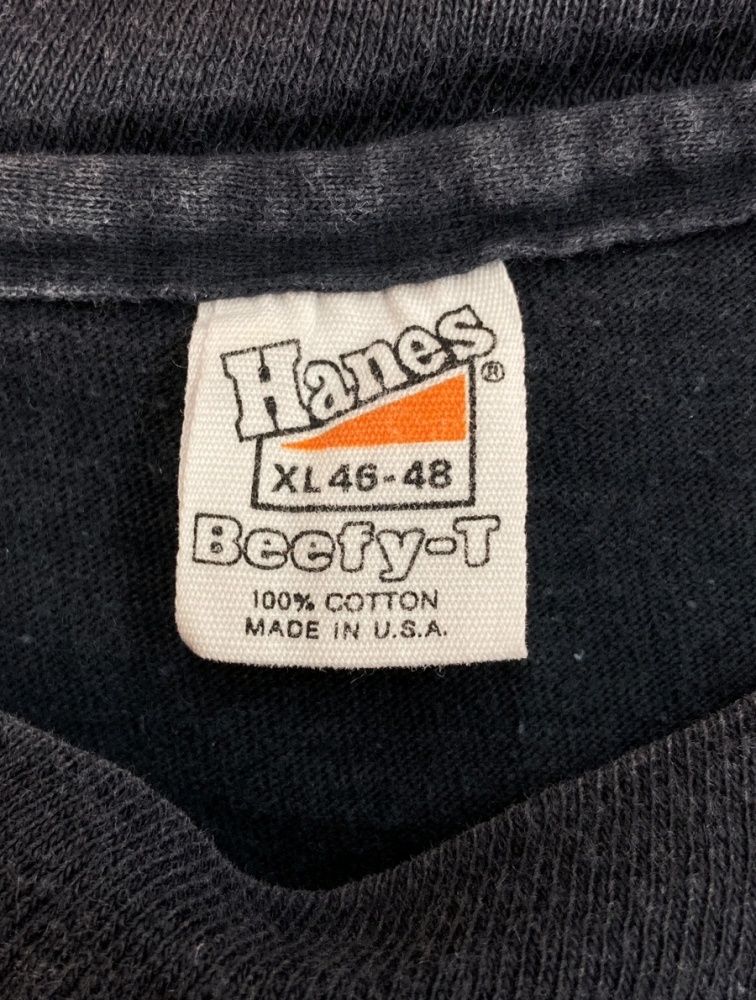 Hanes®
XL 46-48
Beefy-T
100% COTTON
MADE IN U.S.A.